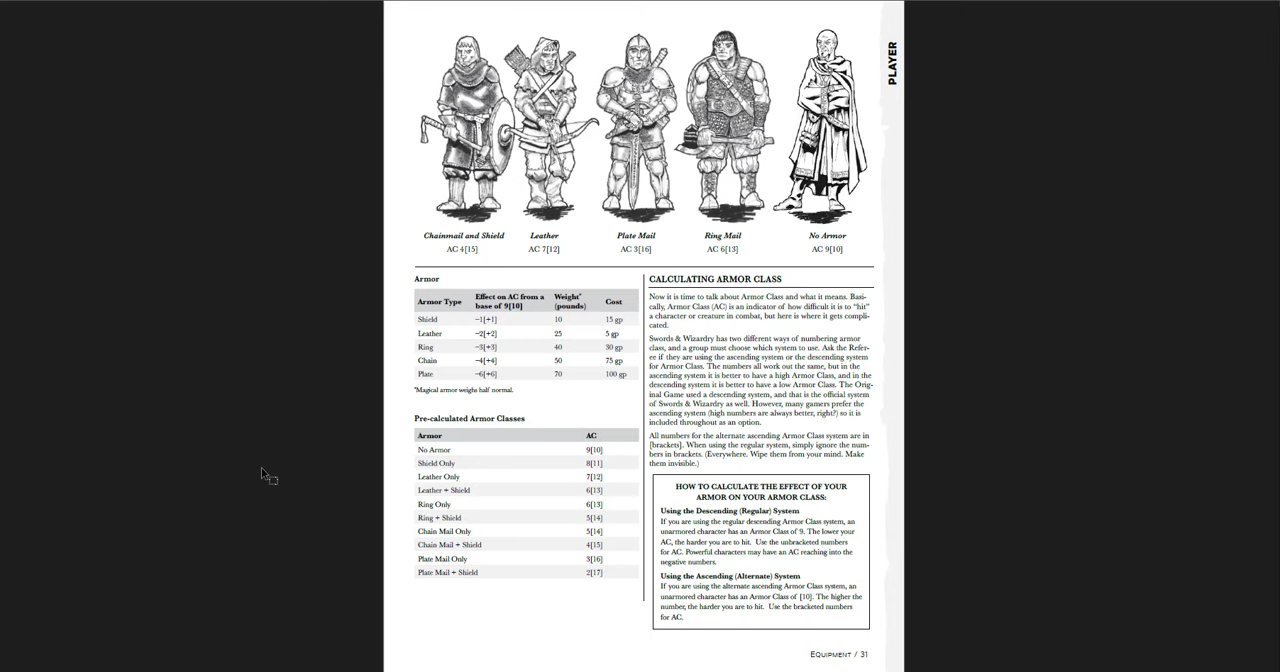 PLAYER
Chainmail and Shield
AC 4[15]
Leather
AC 7[12]
Plate Mail
AC 3[16]
Ring Mail
AC 6[13]
No Armor
AC 9[10]
Armor
Armor Type Effect on AC from a base of 9[10] Weight* (pounds) Cost
Shield −1[+1] 10 15 gp
Leather −2[+2] 25 5 gp
Ring −3[+3] 40 30 gp
Chain −4[+4] 50 75 gp
Plate −6[+6] 70 100 gp
*Magical armor weighs half normal.
Pre-calculated Armor Classes
Armor AC
No Armor 9[10]
Shield Only 8[11]
Leather Only 7[12]
Leather + Shield 6[13]
Ring Only 6[13]
Ring + Shield 5[14]
Chain Mail Only 5[14]
Chain Mail + Shield 4[15]
Plate Mail Only 3[16]
Plate Mail + Shield 2[17]
CALCULATING ARMOR CLASS
Now it is time to talk about Armor Class and what it means. Basi-
cally, Armor Class (AC) is an indicator of how difficult it is to "hit"
a character or creature in combat, but here is where it gets compli-
cated.
Swords & Wizardry has two different ways of numbering armor
class, and a group must choose which system to use. Ask the Refer-
ee if they are using the ascending system or the descending system
for Armor Class. The numbers all work out the same, but in the
ascending system it is better to have a high Armor Class, and in the
descending system it is better to have a low Armor Class. The Orig-
inal Game used a descending system, and that is the official system
of Swords & Wizardry as well. However, many gamers prefer the
ascending system (high numbers are always better, right?) so it is
included throughout as an option.
All numbers for the alternate ascending Armor Class system are in
[brackets]. When using the regular system, simply ignore the num-
bers in brackets. (Everywhere. Wipe them from your mind. Make
them invisible.)
HOW TO CALCULATE THE EFFECT OF YOUR
ARMOR ON YOUR ARMOR CLASS:
Using the Descending (Regular) System
If you are using the regular descending Armor Class system, an
unarmored character has an Armor Class of 9. The lower your
AC, the harder you are to hit. Use the unbracketed numbers
for AC. Powerful characters may have an AC reaching into the
negative numbers.
Using the Ascending (Alternate) System
If you are using the alternate ascending Armor Class system, an
unarmored character has an Armor Class of [10]. The higher the
number, the harder you are to hit. Use the bracketed numbers
for AC.
EQUIPMENT / 31